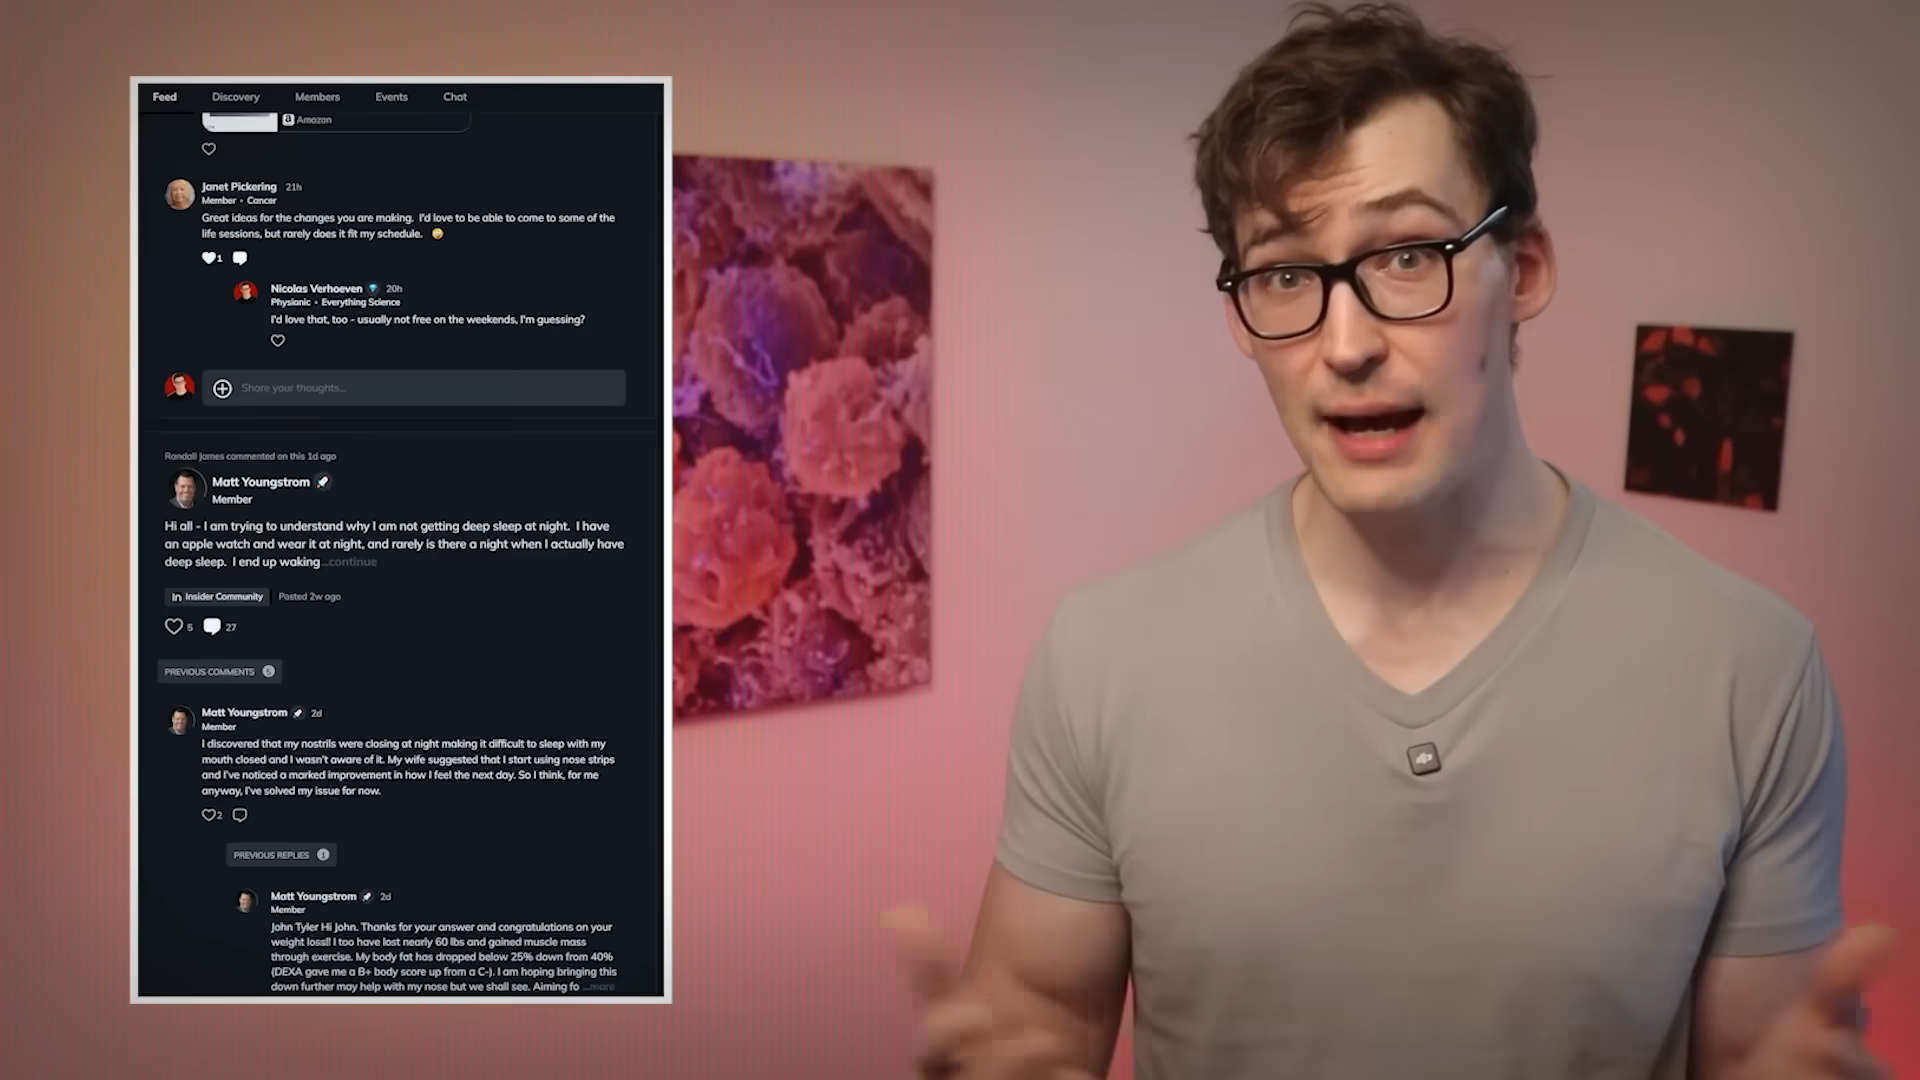 Feed Discovery Members Events Chat
Amazon
Janet Pickering 21h
Member • Cancer
Great ideas for the changes you are making. I'd love to be able to come to some of the
life sessions, but rarely does it fit my schedule.
1
Nicolas Verhoeven 20h
Physionic • Everything Science
I'd love that, too - usually not free on the weekends, I'm guessing?
Share your thoughts...
Randall James commented on this 1d ago
Matt Youngstrom
Member
Hi all - I am trying to understand why I am not getting deep sleep at night. I have
an apple watch and wear it at night, and rarely is there a night when I actually have
deep sleep. I end up waking ...continue
In Insider Community Posted 2w ago
5 27
PREVIOUS COMMENTS 5
Matt Youngstrom 2d
Member
I discovered that my nostrils were closing at night making it difficult to sleep with my
mouth closed and I wasn't aware of it. My wife suggested that I start using nose strips
and I've noticed a marked improvement in how I feel the next day. So I think, for me
anyway, I've solved my issue for now.
2
PREVIOUS REPLIES 1
Matt Youngstrom 2d
Member
John Tyler Hi John. Thanks for your answer and congratulations on your
weight loss!! I too have lost nearly 60 lbs and gained muscle mass
through exercise. My body fat has dropped below 25% down from 40%
(DEXA gave me a B+ body score up from a C-). I am hoping bringing this
down further may help with my nose but we shall see. Aiming fo ...more